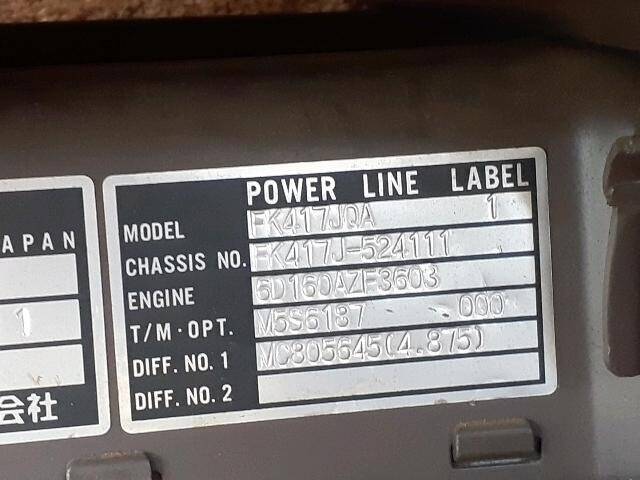 APAN
1
会社
POWER LINE LABEL
MODEL FK417JQA 1
CHASSIS NO. FK417J-524111
ENGINE 6D160AZF3603
T/M·OPT. M5S6187 000
DIFF. NO. 1 MC805645(4.875)
DIFF. NO. 2